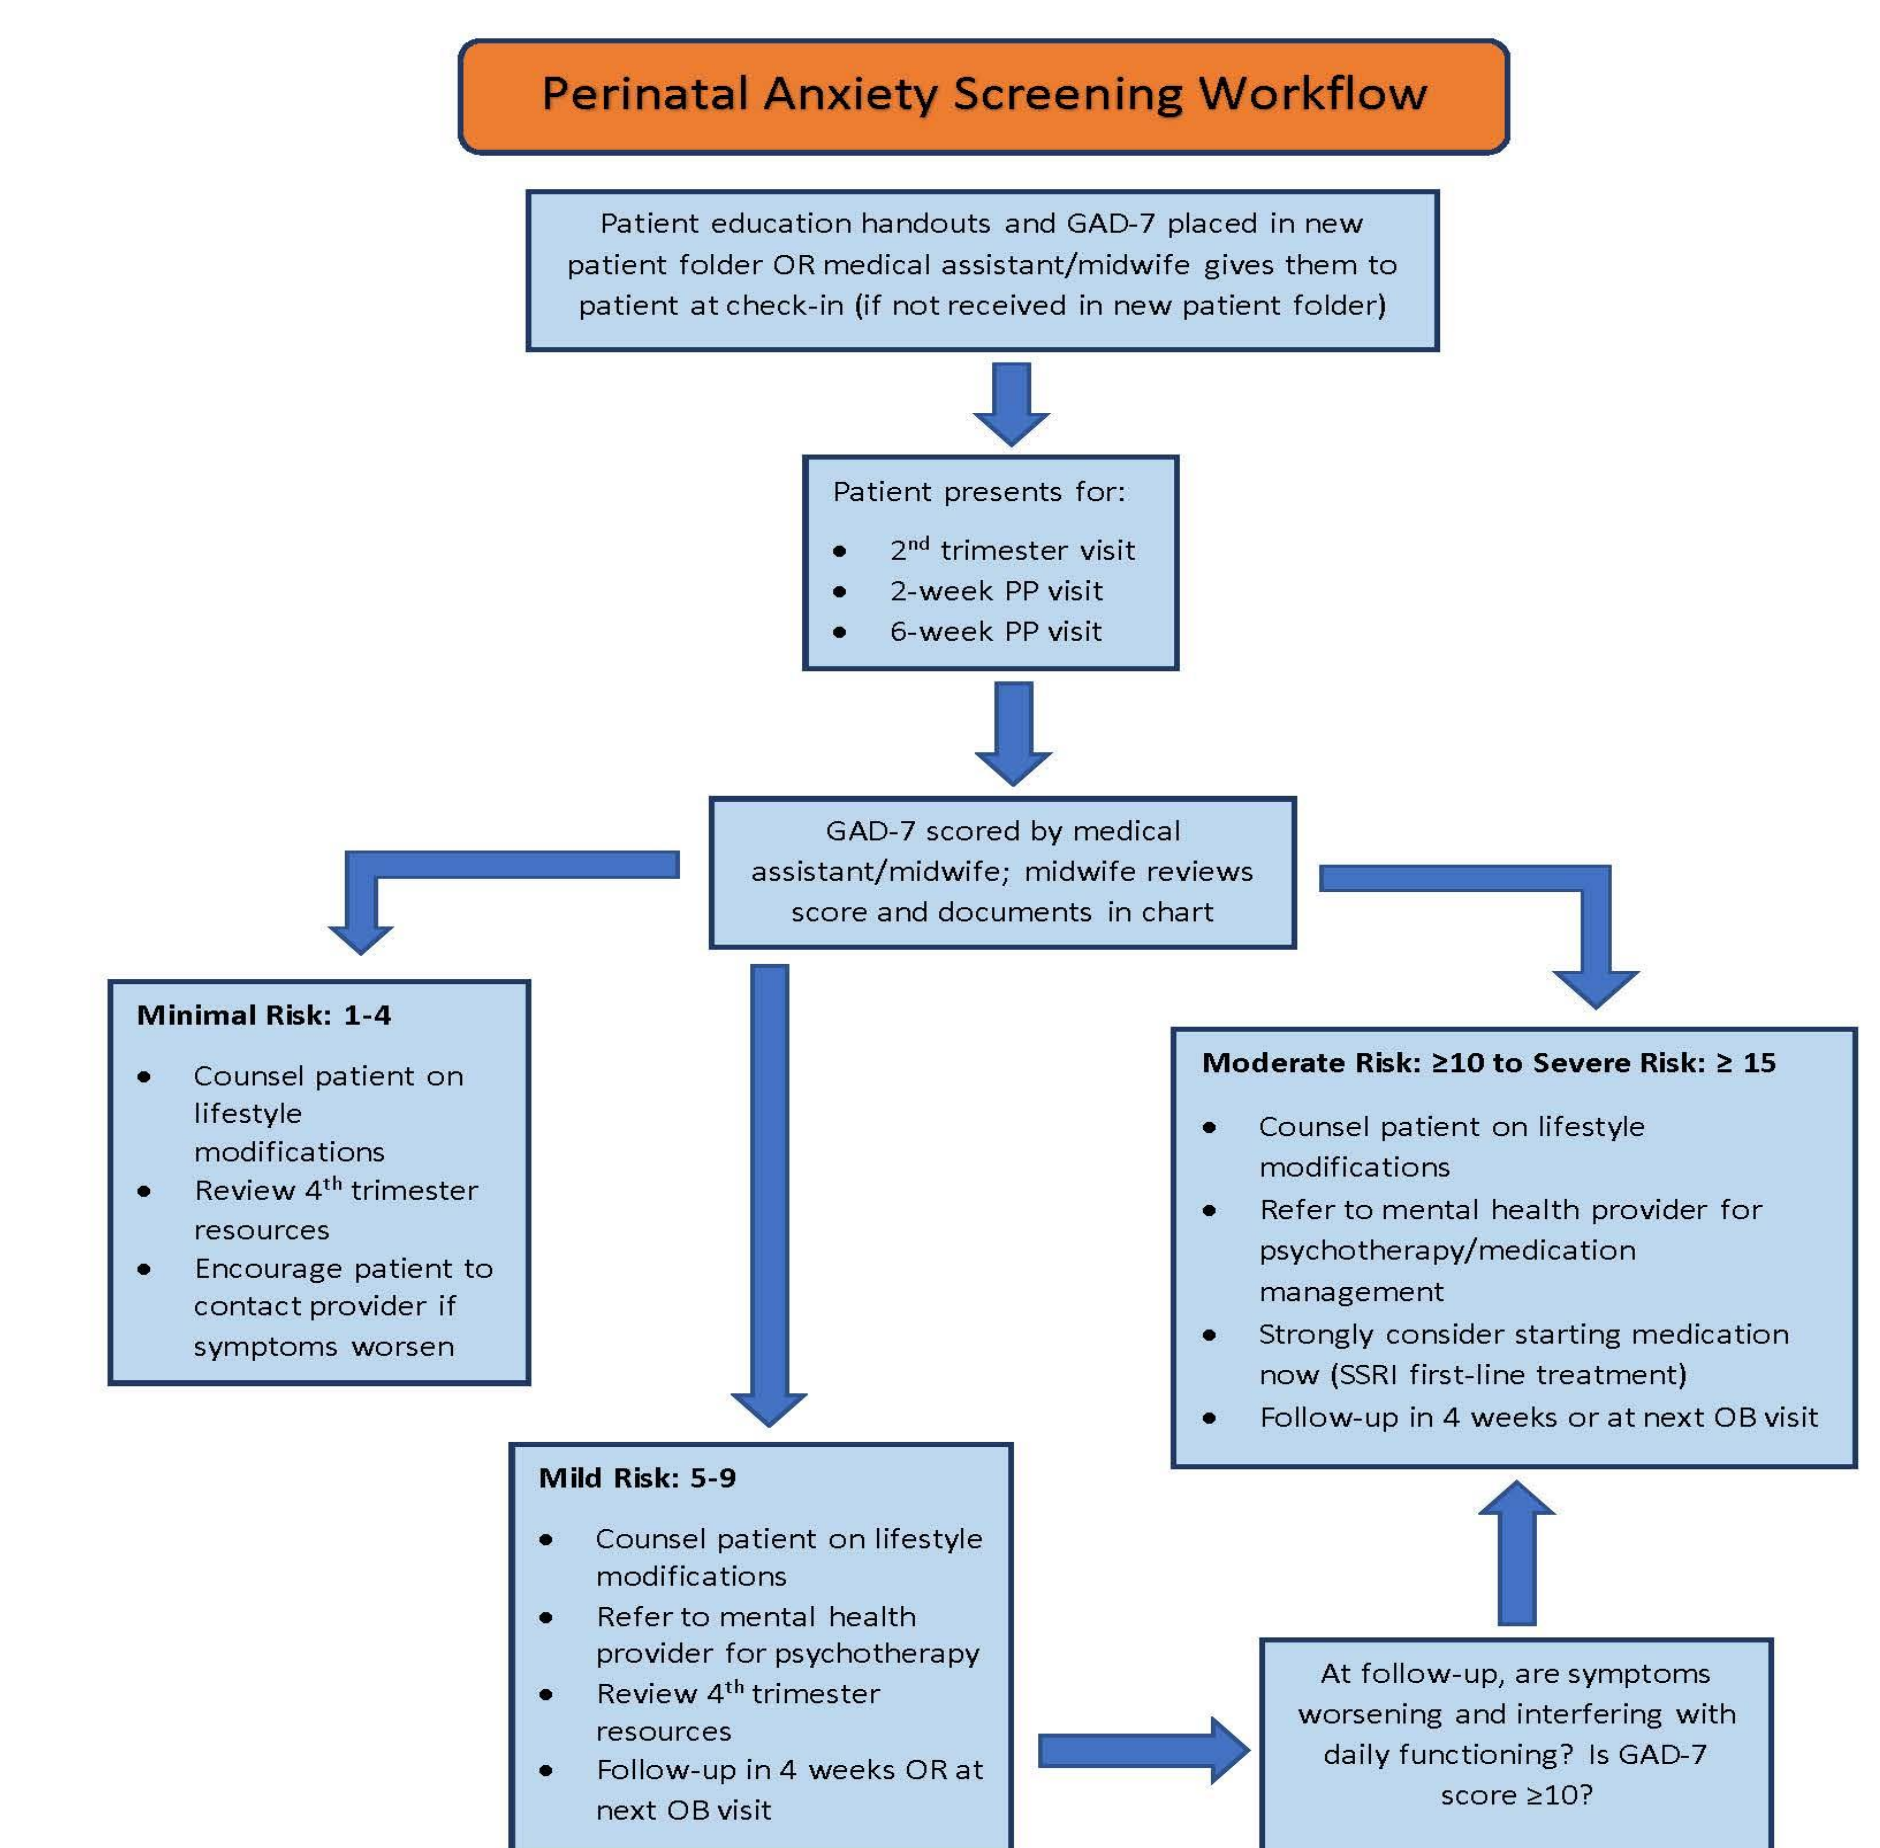 Perinatal Anxiety Screening Workflow
Patient education handouts and GAD-7 placed in new
patient folder OR medical assistant/midwife gives them to
patient at check-in (if not received in new patient folder)
Patient presents for:
• 2nd trimester visit
• 2-week PP visit
• 6-week PP visit
GAD-7 scored by medical
assistant/midwife; midwife reviews
score and documents in chart
Minimal Risk: 1-4
• Counsel patient on
lifestyle
modifications
• Review 4th trimester
resources
• Encourage patient to
contact provider if
symptoms worsen
Mild Risk: 5-9
• Counsel patient on lifestyle
modifications
• Refer to mental health
provider for psychotherapy
• Review 4th trimester
resources
• Follow-up in 4 weeks OR at
next OB visit
Moderate Risk: ≥10 to Severe Risk: ≥ 15
• Counsel patient on lifestyle
modifications
• Refer to mental health provider for
psychotherapy/medication
management
• Strongly consider starting medication
now (SSRI first-line treatment)
• Follow-up in 4 weeks or at next OB visit
At follow-up, are symptoms
worsening and interfering with
daily functioning? Is GAD-7
score ≥10?